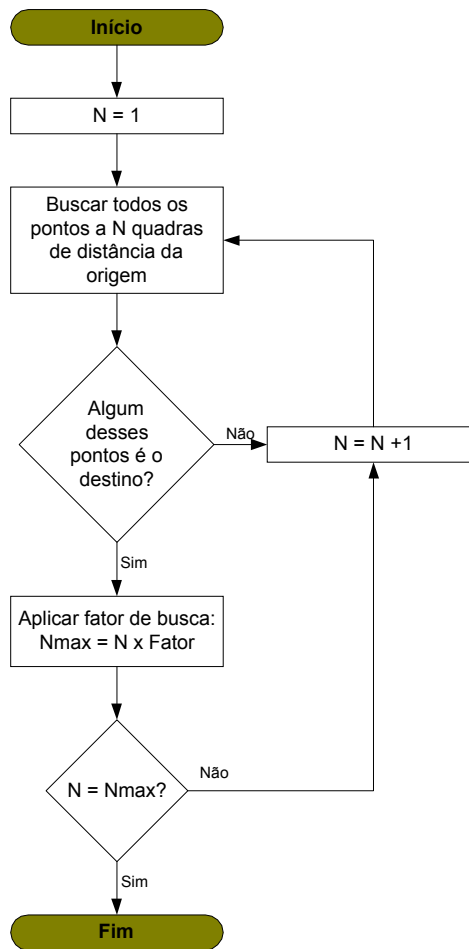 Início
N = 1
Buscar todos os
pontos a N quadras
de distância da
origem
Algum
desses
pontos é o
destino?
Não
N = N +1
Sim
Aplicar fator de busca:
Nmax = N x Fator
N = Nmax?
Não
Sim
Fim